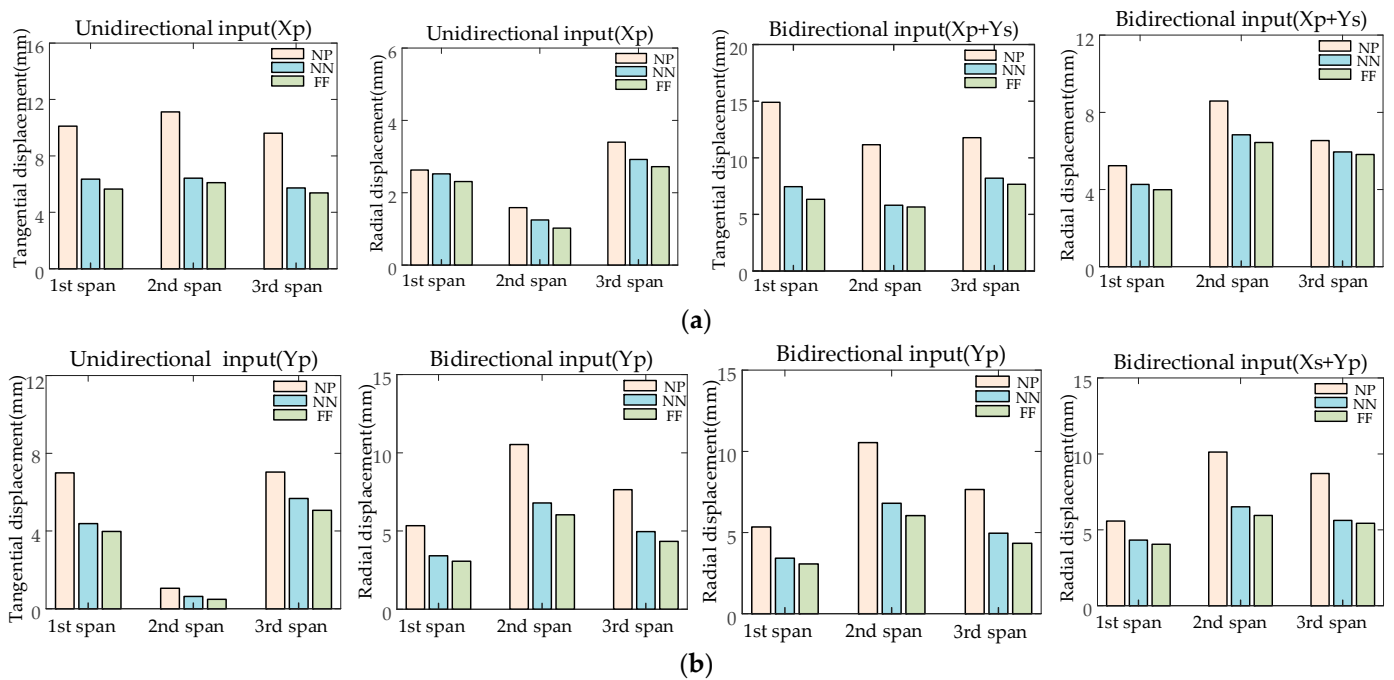 Unidirectional input(Xp)
Tangential displacement(mm)
16
12
8
4
0
NP
NN
FF
1st span
2nd span
3rd span
Unidirectional input(Xp)
Radial displacement(mm)
6
4
2
0
NP
NN
FF
1st span
2nd span
3rd span
Bidirectional input(Xp+Ys)
Tangential displacement(mm)
20
15
10
5
0
NP
NN
FF
1st span
2nd span
3rd span
Bidirectional input(Xp+Ys)
Radial displacement(mm)
12
8
4
0
NP
NN
FF
1st span
2nd span
3rd span
(a)
Unidirectional input(Yp)
Tangential displacement(mm)
12
8
4
0
NP
NN
FF
1st span
2nd span
3rd span
Bidirectional input(Yp)
Radial displacement(mm)
15
10
5
0
NP
NN
FF
1st span
2nd span
3rd span
Bidirectional input(Yp)
Radial displacement(mm)
15
10
5
0
NP
NN
FF
1st span
2nd span
3rd span
Bidirectional input(Xs+Yp)
Radial displacement(mm)
15
10
5
0
NP
NN
FF
1st span
2nd span
3rd span
(b)